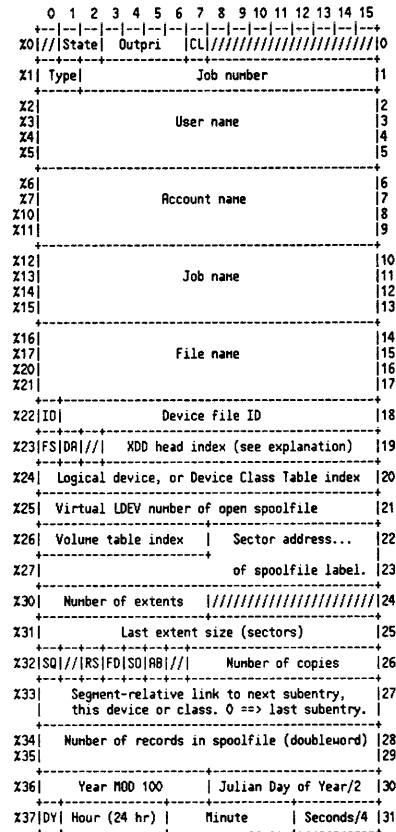 0 1 2 3 4 5 6 7 8 9 10 11 12 13 14 15
%0|//|State| Outpri |CL|///////////////////////|0
%1| Type| Job number |1
%2| |2
%3| User name |3
%4| |4
%5| |5
%6| |6
%7| Account name |7
%10| |8
%11| |9
%12| |10
%13| Job name |11
%14| |12
%15| |13
%16| |14
%17| File name |15
%20| |16
%21| |17
%22|IO| Device file ID |18
%23|FS|DA|//| XDD head index (see explanation) |19
%24| Logical device, or Device Class Table index |20
%25| Virtual LDEV number of open spoolfile |21
%26| Volume table index | Sector address... |22
%27| of spoolfile label. |23
%30| Number of extents |///////////////////////|24
%31| Last extent size (sectors) |25
%32|SQ|//|RS|FD|SO|AB|//| Number of copies |26
%33| Segment-relative link to next subentry, |27
this device or class. 0 ==> last subentry. |
%34| Number of records in spoolfile (doubleword) |28
%35| |29
%36| Year MOD 100 | Julian Day of Year/2 |30
%37|DY| Hour (24 hr) | Minute | Seconds/4 |31